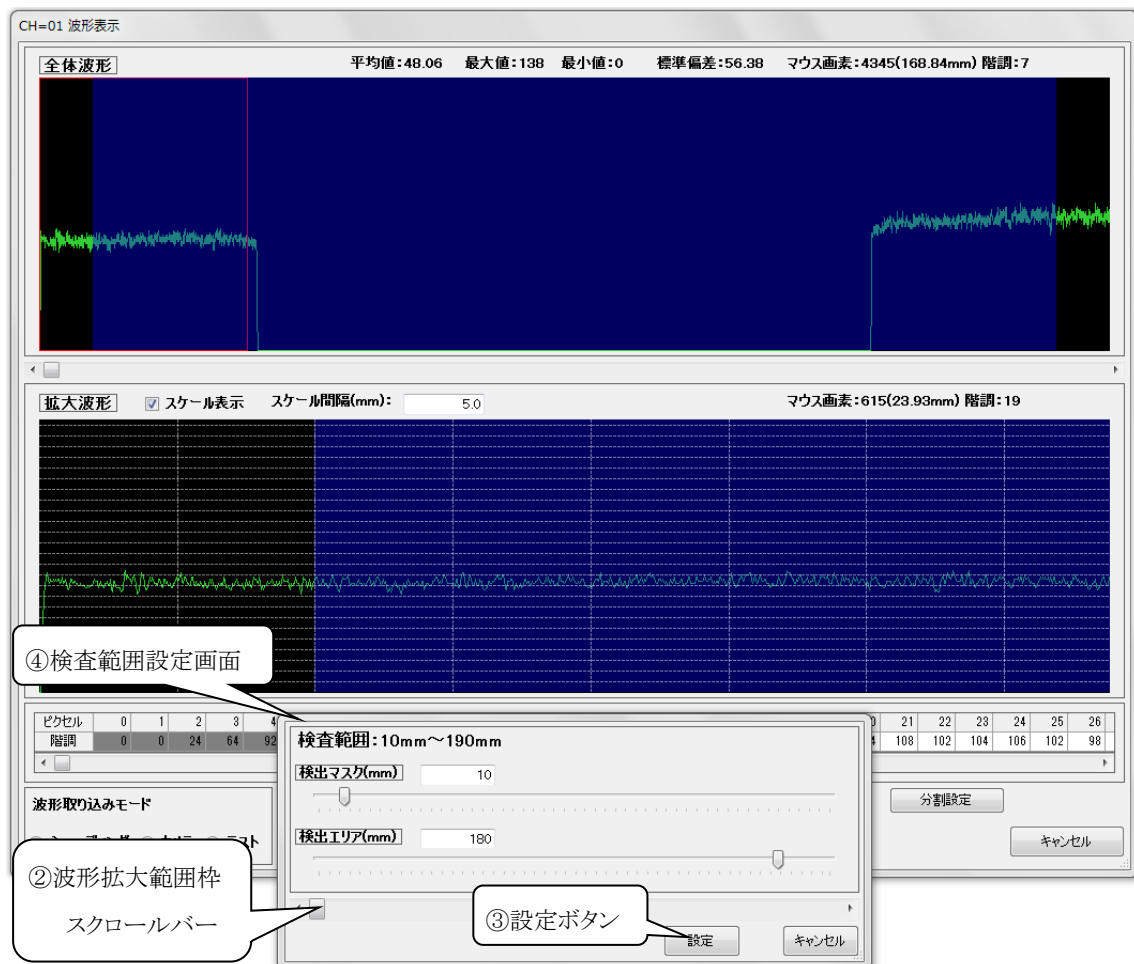 CH=01 波形表示
全体波形 平均値:48.06 最大値:138 最小値:0 標準偏差:56.38 マウス画素:4345(168.84mm) 階調:7
拡大波形 スケール表示 スケール間隔(mm): 5.0 マウス画素:615(23.93mm) 階調:19
④検査範囲設定画面
ピクセル 0 1 2 3 4 21 22 23 24 25 26
階調 0 0 24 64 92 4 108 102 104 106 102 98
検査範囲:10mm～190mm
検出マスク(mm) 10
検出エリア(mm) 180
波形取り込みモード
分割設定
キャンセル
②波形拡大範囲枠
スクロールバー
③設定ボタン
設定 キャンセル